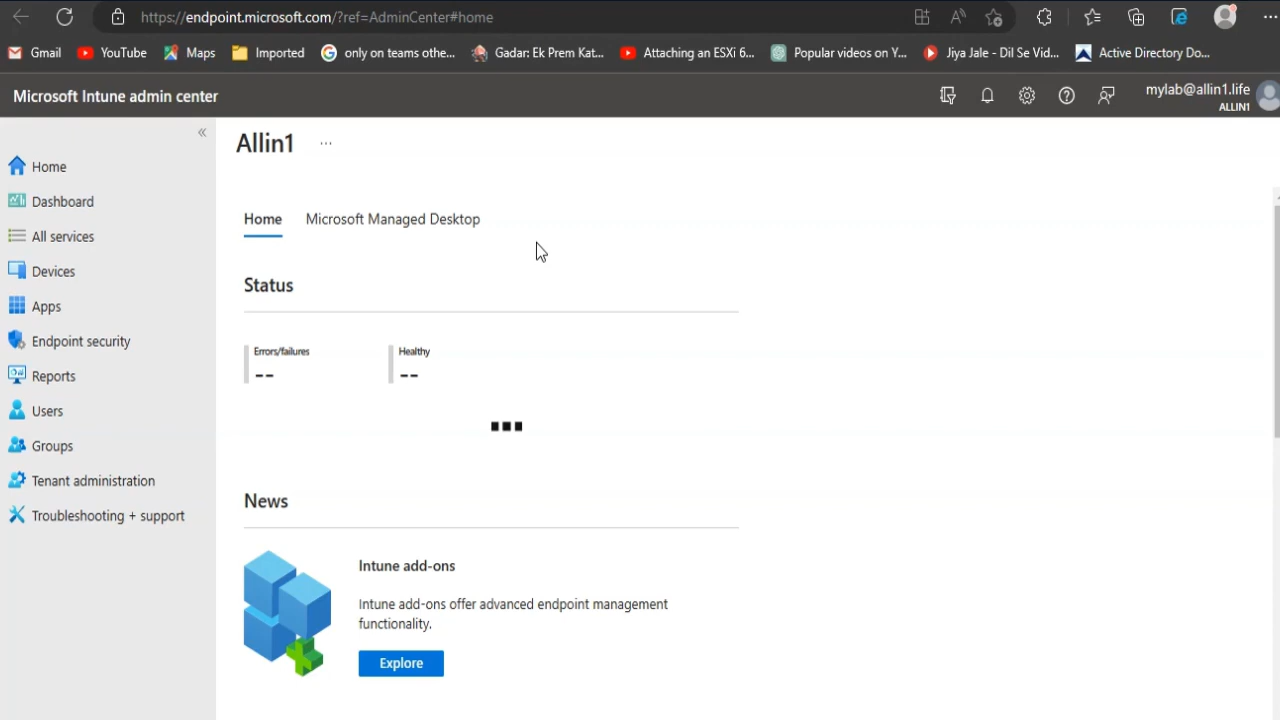 https://endpoint.microsoft.com/?ref=AdminCenter#home
Gmail YouTube Maps Imported only on teams othe... Gadar: Ek Prem Kat... Attaching an ESXi 6... Popular videos on Y... Jiya Jale - Dil Se Vid... Active Directory Do...
Microsoft Intune admin center
mylab@allin1.life
ALLIN1
Home
Dashboard
All services
Devices
Apps
Endpoint security
Reports
Users
Groups
Tenant administration
Troubleshooting + support
Allin1 ...
Home Microsoft Managed Desktop
Status
Errors/failures Healthy
-- --
News
Intune add-ons
Intune add-ons offer advanced endpoint management
functionality.
Explore